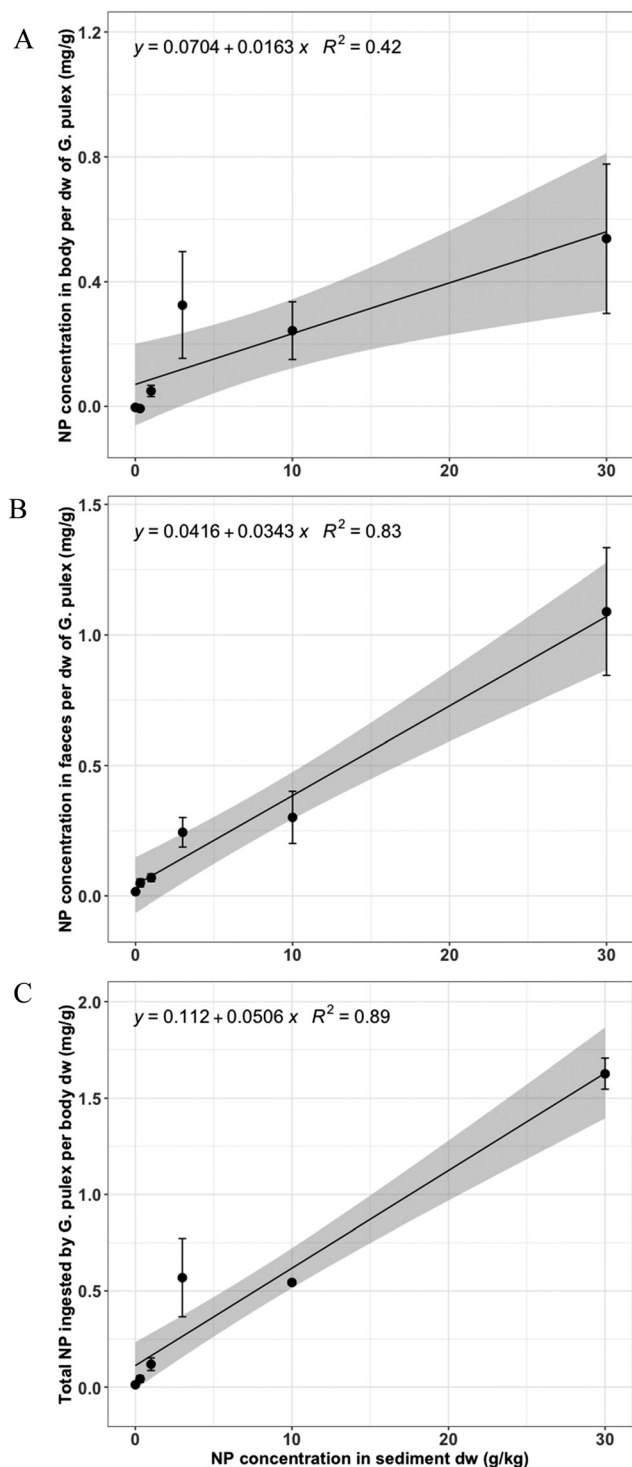 A
y = 0.0704 + 0.0163 x R² = 0.42
NP concentration in body per dw of G. pulex (mg/g)
1.2
0.8
0.4
0.0
0 10 20 30
B
y = 0.0416 + 0.0343 x R² = 0.83
NP concentration in faeces per dw of G. pulex (mg/g)
1.5
1.0
0.5
0.0
0 10 20 30
C
y = 0.112 + 0.0506 x R² = 0.89
Total NP ingested by G. pulex per body dw (mg/g)
2.0
1.5
1.0
0.5
0.0
0 10 20 30
NP concentration in sediment dw (g/kg)